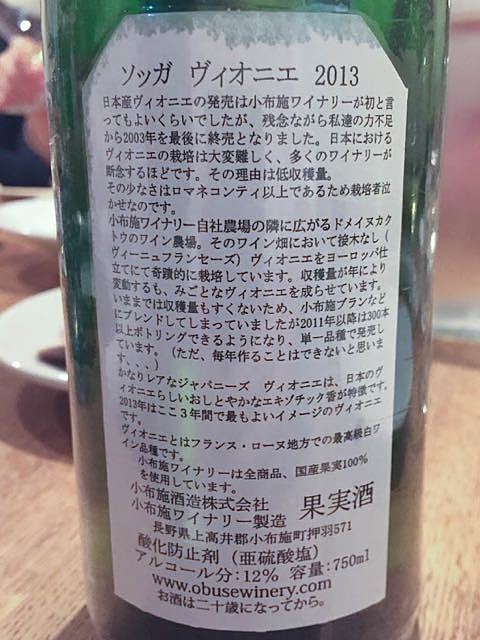 ソッガ ヴィオニエ 2013
日本産ヴィオニエの発売は小布施ワイナリーが初と言
ってもよいくらいでしたが、残念ながら私達の力不足
から2003年を最後に終売となりました。日本における
ヴィオニエの栽培は大変難しく、多くのワイナリーが
断念するほどです。その理由は低収穫量。
その少なさはロマネコンティ以上であるため栽培者泣
かせなのです。
小布施ワイナリー自社農場の隣に広がるドメイヌカク
トウのワイン農場。そのワイン畑において接木なし（
ヴィーニュフランセーズ）ヴィオニエをヨーロッパ仕
立てにて奇蹟的に栽培しています。収穫量が年により
変動するも、みごとなヴィオニエを成らせています。
いままでは収穫量もすくないため、小布施ブランなど
にブレンドしてしまっていましたが2011年以降は300本
以上ボトリングできるようになり、単一品種で発売し
ています。（ただ、毎年作ることはできないと思いま
す、、、）
かなりレアなジャパニーズ ヴィオニエは、日本のヴ
ィオニエらしいおしとやかなエキゾチック香が特徴です。
2013年はここ３年間で最もよいイメージのヴィオニエ
です。
ヴィオニエとはフランス・ローヌ地方での最高級白ワ
イン品種です。
小布施ワイナリーは全商品、国産果実100%
を使用しています。
小布施酒造株式会社 果実酒
小布施ワイナリー製造
長野県上高井郡小布施町押羽571
酸化防止剤（亜硫酸塩）
アルコール分：12% 容量：750ml
www.obusewinery.com
お酒は二十歳になってから。